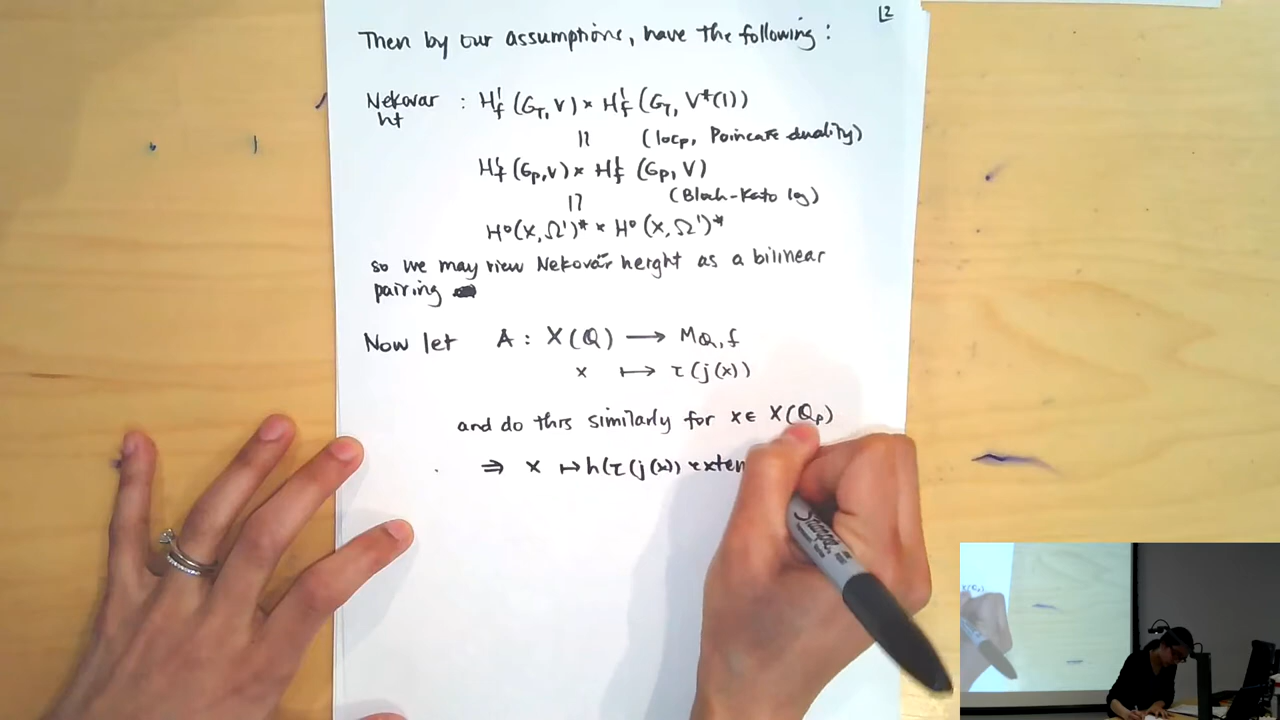 12
Then by our assumptions, have the following :
Nekovar : H¹f (G_T, V) × H¹f (G_T, V*(1))
ht
≅ (loc_p, Poincare duality)
H¹f (G_p, V) × H¹f (G_p, V)
≅ (Bloch-Kato log)
H⁰(X, Ω¹)* × H⁰(X, Ω¹)*
so we may view Nekovář height as a bilinear
pairing
Now let A : X(ℚ) ⟶ M_ℚ,f
x ⟼ τ(j(x))
and do this similarly for x ∈ X(ℚ_p)
⇒ x ↦ h(τ(j(x)) exten
Sharpie